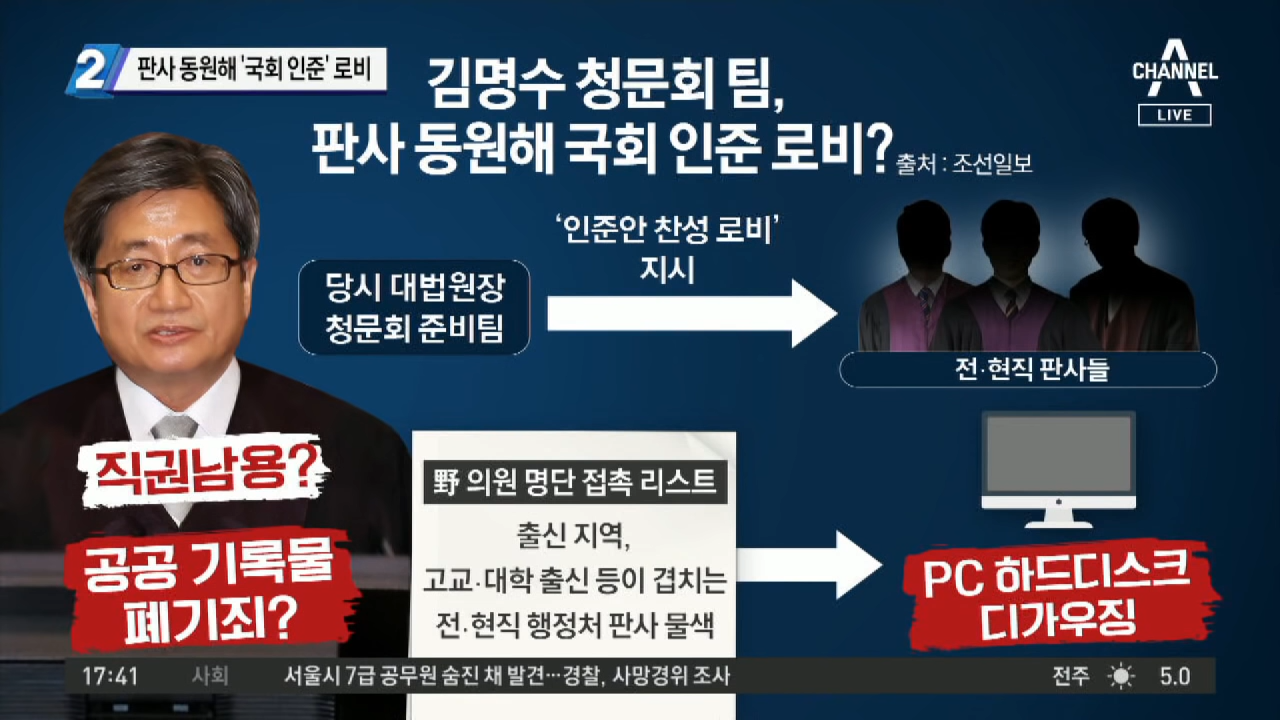 2 판사 동원해 '국회 인준' 로비
CHANNEL A
LIVE
김명수 청문회 팀,
판사 동원해 국회 인준 로비?
출처 : 조선일보
당시 대법원장
청문회 준비팀
'인준안 찬성 로비'
지시
전·현직 판사들
직권남용?
공공 기록물
폐기죄?
野 의원 명단 접촉 리스트
출신 지역,
고교·대학 출신 등이 겹치는
전·현직 행정처 판사 물색
PC 하드디스크
디가우징
17:41 사회 서울시 7급 공무원 숨진 채 발견…경찰, 사망경위 조사 전주 5.0